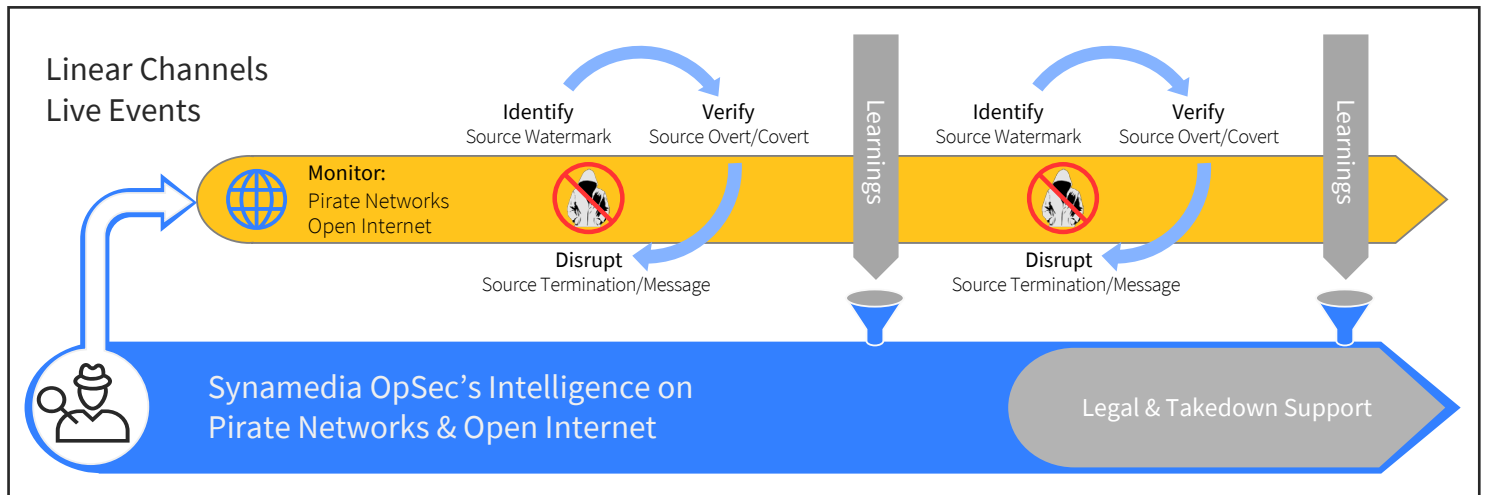 Linear Channels
Live Events
Identify
Source Watermark
Verify
Source Overt/Covert
Learnings
Identify
Source Watermark
Verify
Source Overt/Covert
Learnings
Monitor:
Pirate Networks
Open Internet
Disrupt
Source Termination/Message
Disrupt
Source Termination/Message
Synamedia OpSec’s Intelligence on
Pirate Networks & Open Internet
Legal & Takedown Support